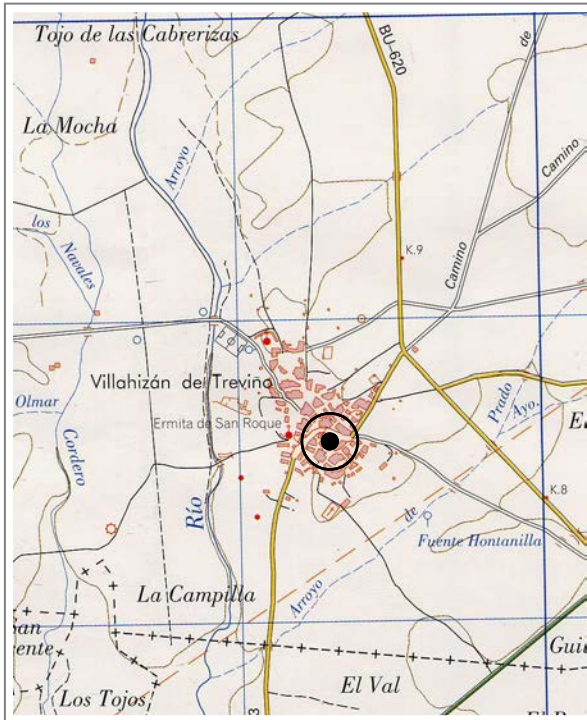 Tojo de las Cabrerizas
BU-620
de
La Mocha
Arroyo
Camino
los
Navales
K.9
Camino
Villahizán de Treviño
Olmar
Ermita de San Roque
Prado
Ayo.
Cordero
Río
K.8
de
Fuente Hontanilla
La Campilla
Arroyo
El Val
Los Tojos